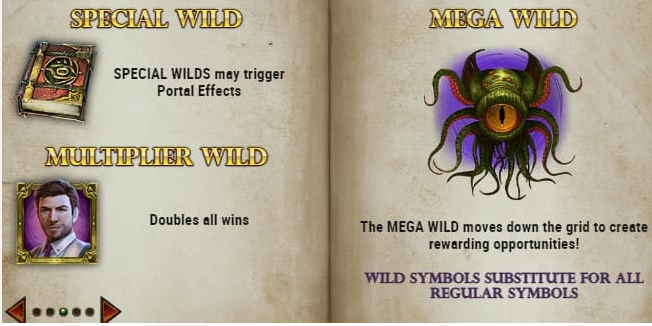 SPECIAL WILD
SPECIAL WILDS may trigger
Portal Effects
MULTIPLIER WILD
Doubles all wins
MEGA WILD
The MEGA WILD moves down the grid to create
rewarding opportunities!
WILD SYMBOLS SUBSTITUTE FOR ALL
REGULAR SYMBOLS